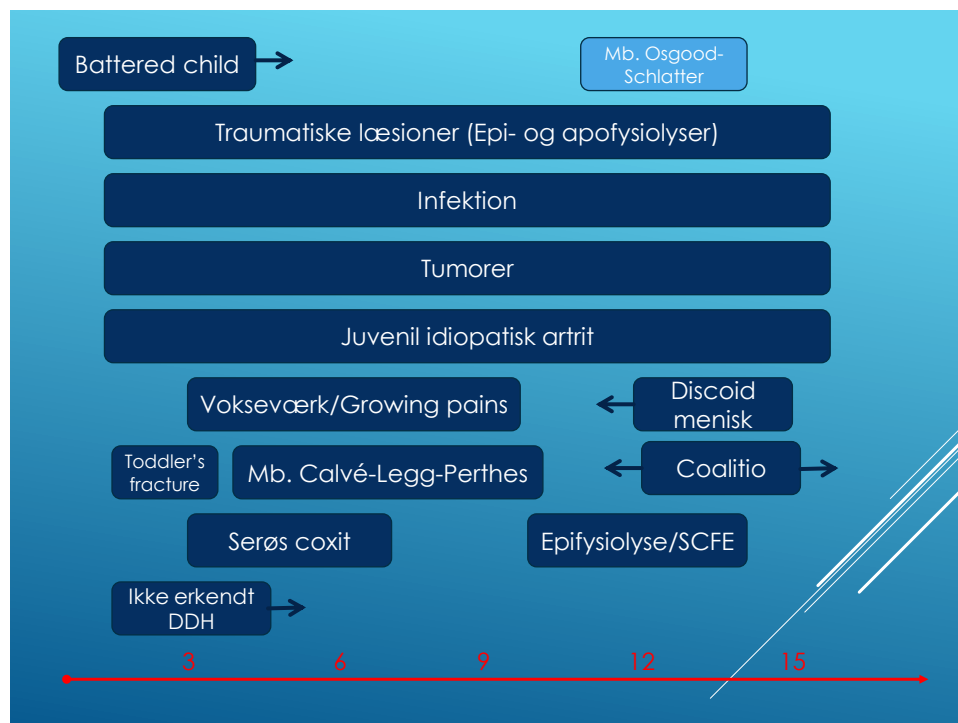 Battered child
Mb. Osgood-
Schlatter
Traumatiske læsioner (Epi- og apofysiolyser)
Infektion
Tumorer
Juvenil idiopatisk artrit
Vokseværk/Growing pains
Discoid
menisk
Toddler's
fracture
Mb. Calvé-Legg-Perthes
Coalitio
Serøs coxit
Epifysiolyse/SCFE
Ikke erkendt
DDH
3 6 9 12 15